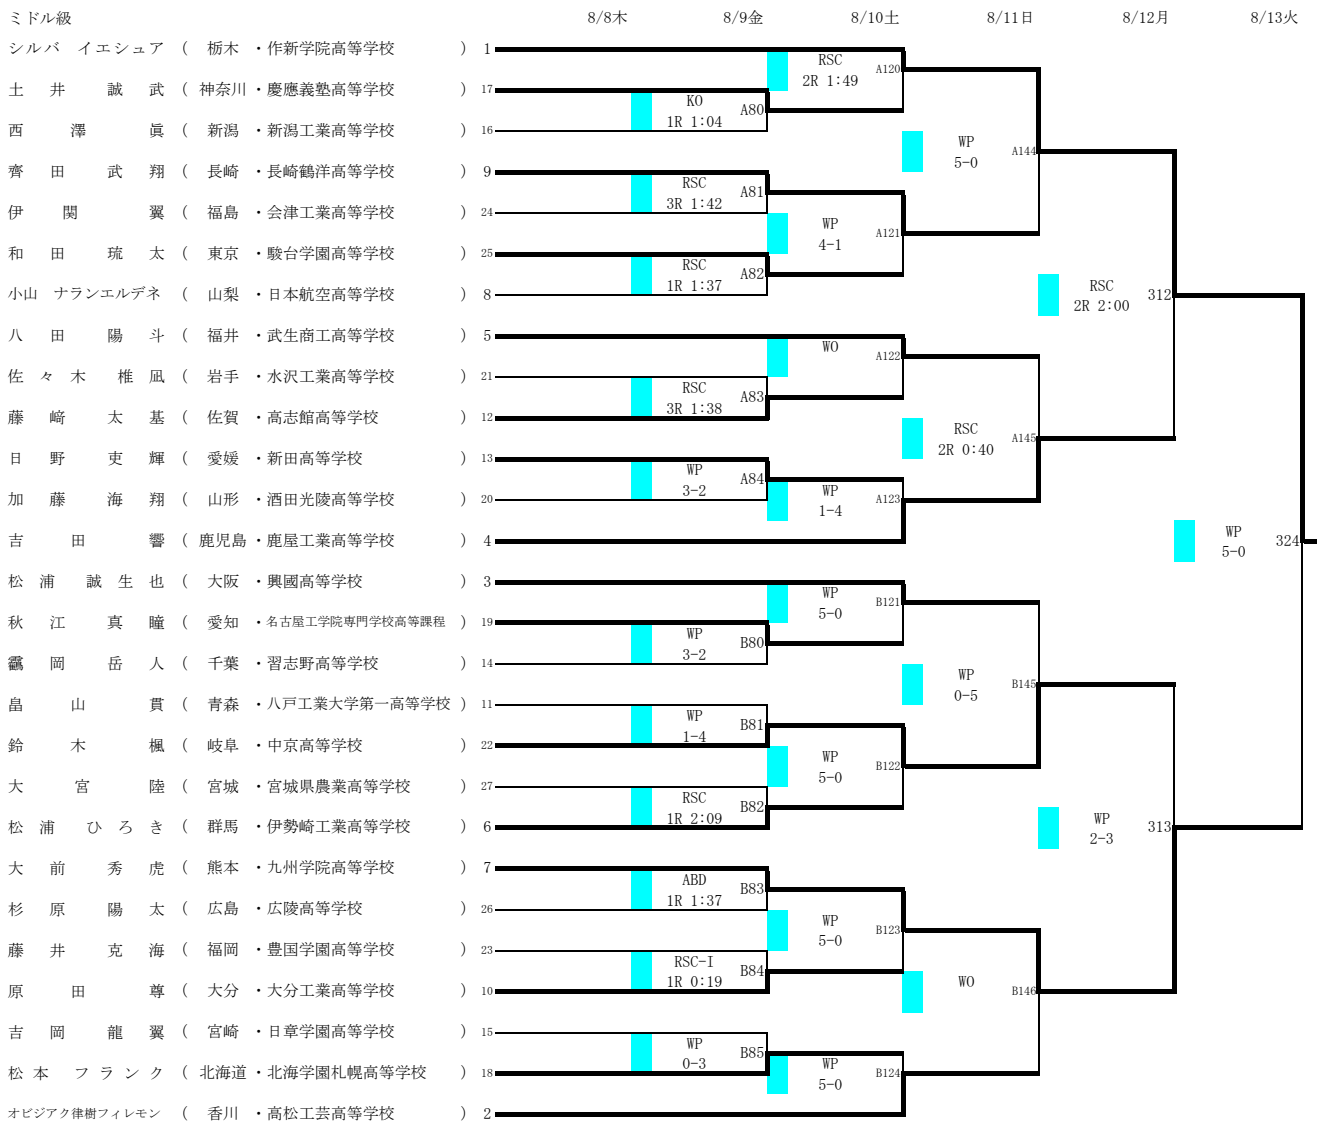 ミドル級 8/8木 8/9金 8/10土 8/11日 8/12月 8/13火
シルバ イエシュア ( 栃木 ・作新学院高等学校 ) 1
RSC
2R 1:49 A120
土井 誠武 ( 神奈川・慶應義塾高等学校 ) 17
KO
1R 1:04 A80
西澤 眞 ( 新潟 ・新潟工業高等学校 ) 16
WP
5-0 A144
齊田 武翔 ( 長崎 ・長崎鶴洋高等学校 ) 9
RSC
3R 1:42 A81
伊関 翼 ( 福島 ・会津工業高等学校 ) 24
WP
4-1 A121
和田 琉太 ( 東京 ・駿台学園高等学校 ) 25
RSC
1R 1:37 A82
小山 ナランエルデネ ( 山梨 ・日本航空高等学校 ) 8
RSC
2R 2:00 312
八田 陽斗 ( 福井 ・武生商工高等学校 ) 5
WO A122
佐々木 椎凪 ( 岩手 ・水沢工業高等学校 ) 21
RSC
3R 1:38 A83
藤﨑 太基 ( 佐賀 ・高志館高等学校 ) 12
RSC
2R 0:40 A145
日野 吏輝 ( 愛媛 ・新田高等学校 ) 13
WP
3-2 A84
加藤 海翔 ( 山形 ・酒田光陵高等学校 ) 20
WP
1-4 A123
吉田 響 ( 鹿児島・鹿屋工業高等学校 ) 4
WP
5-0 324
松浦 誠生也 ( 大阪 ・興國高等学校 ) 3
WP
5-0 B121
秋江 真瞳 ( 愛知 ・名古屋工学院専門学校高等課程 ) 19
WP
3-2 B80
岡 岳人 ( 千葉 ・習志野高等学校 ) 14
WP
0-5 B145
畠山 貫 ( 青森 ・八戸工業大学第一高等学校 ) 11
WP
1-4 B81
鈴木 楓 ( 岐阜 ・中京高等学校 ) 22
WP
5-0 B122
大宮 陸 ( 宮城 ・宮城県農業高等学校 ) 27
RSC
1R 2:09 B82
松浦 ひろき ( 群馬 ・伊勢崎工業高等学校 ) 6
WP
2-3 313
大前 秀虎 ( 熊本 ・九州学院高等学校 ) 7
ABD
1R 1:37 B83
杉原 陽太 ( 広島 ・広陵高等学校 ) 26
WP
5-0 B123
藤井 克海 ( 福岡 ・豊国学園高等学校 ) 23
RSC-I
1R 0:19 B84
原田 尊 ( 大分 ・大分工業高等学校 ) 10
WO B146
吉岡 龍翼 ( 宮崎 ・日章学園高等学校 ) 15
WP
0-3 B85
松本 フランク ( 北海道・北海学園札幌高等学校 ) 18
WP
5-0 B124
オビジアク律樹フィレモン ( 香川 ・高松工芸高等学校 ) 2